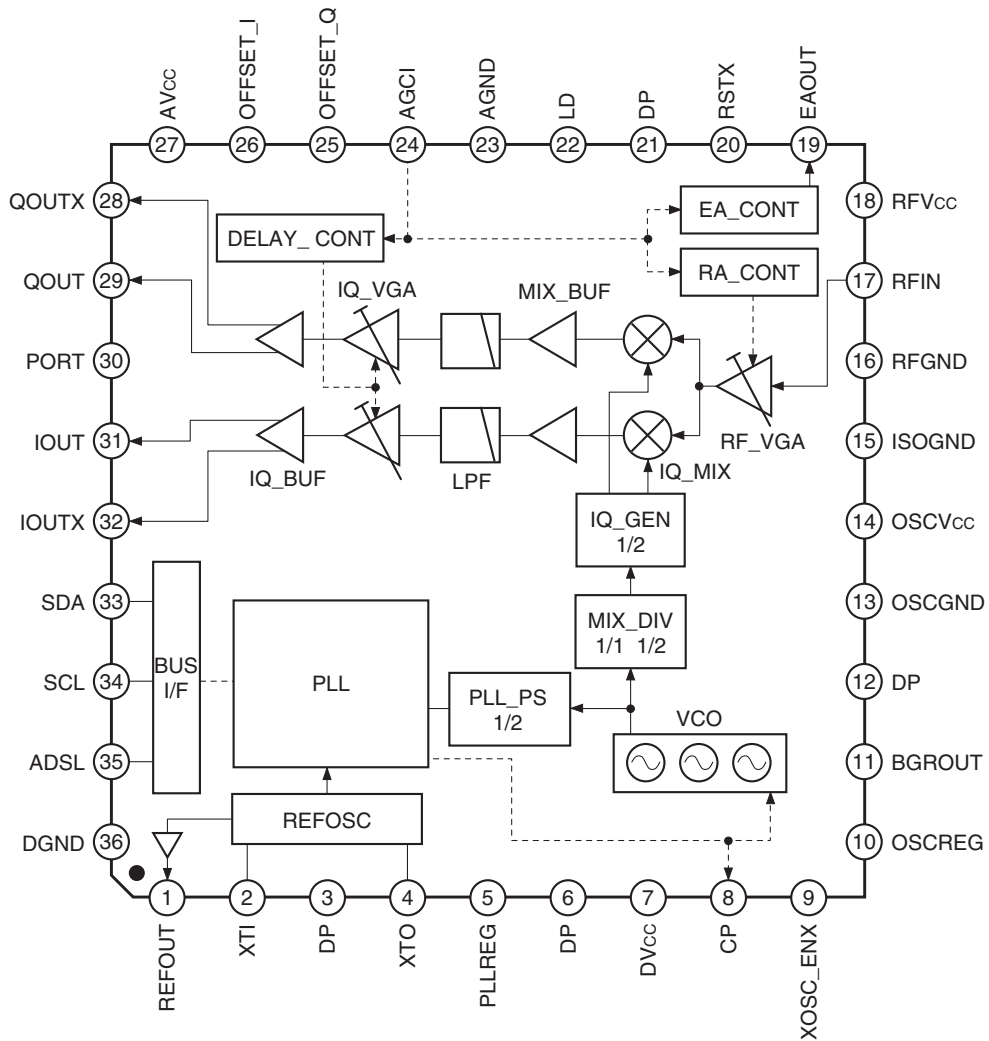 AVCC
OFFSET_I
OFFSET_Q
AGCI
AGND
LD
DP
RSTX
EAOUT
27
26
25
24
23
22
21
20
19
QOUTX
28
QOUT
29
PORT
30
IOUT
31
IOUTX
32
SDA
33
SCL
34
ADSL
35
DGND
36
18
RFVCC
17
RFIN
16
RFGND
15
ISOGND
14
OSCVCC
13
OSCGND
12
DP
11
BGROUT
10
OSCREG
DELAY_ CONT
EA_CONT
RA_CONT
IQ_VGA
MIX_BUF
RF_VGA
IQ_BUF
LPF
IQ_MIX
IQ_GEN
1/2
MIX_DIV
1/1 1/2
BUS
I/F
PLL
PLL_PS
1/2
VCO
REFOSC
1
2
3
4
5
6
7
8
9
REFOUT
XTI
DP
XTO
PLLREG
DP
DVCC
CP
XOSC_ENX